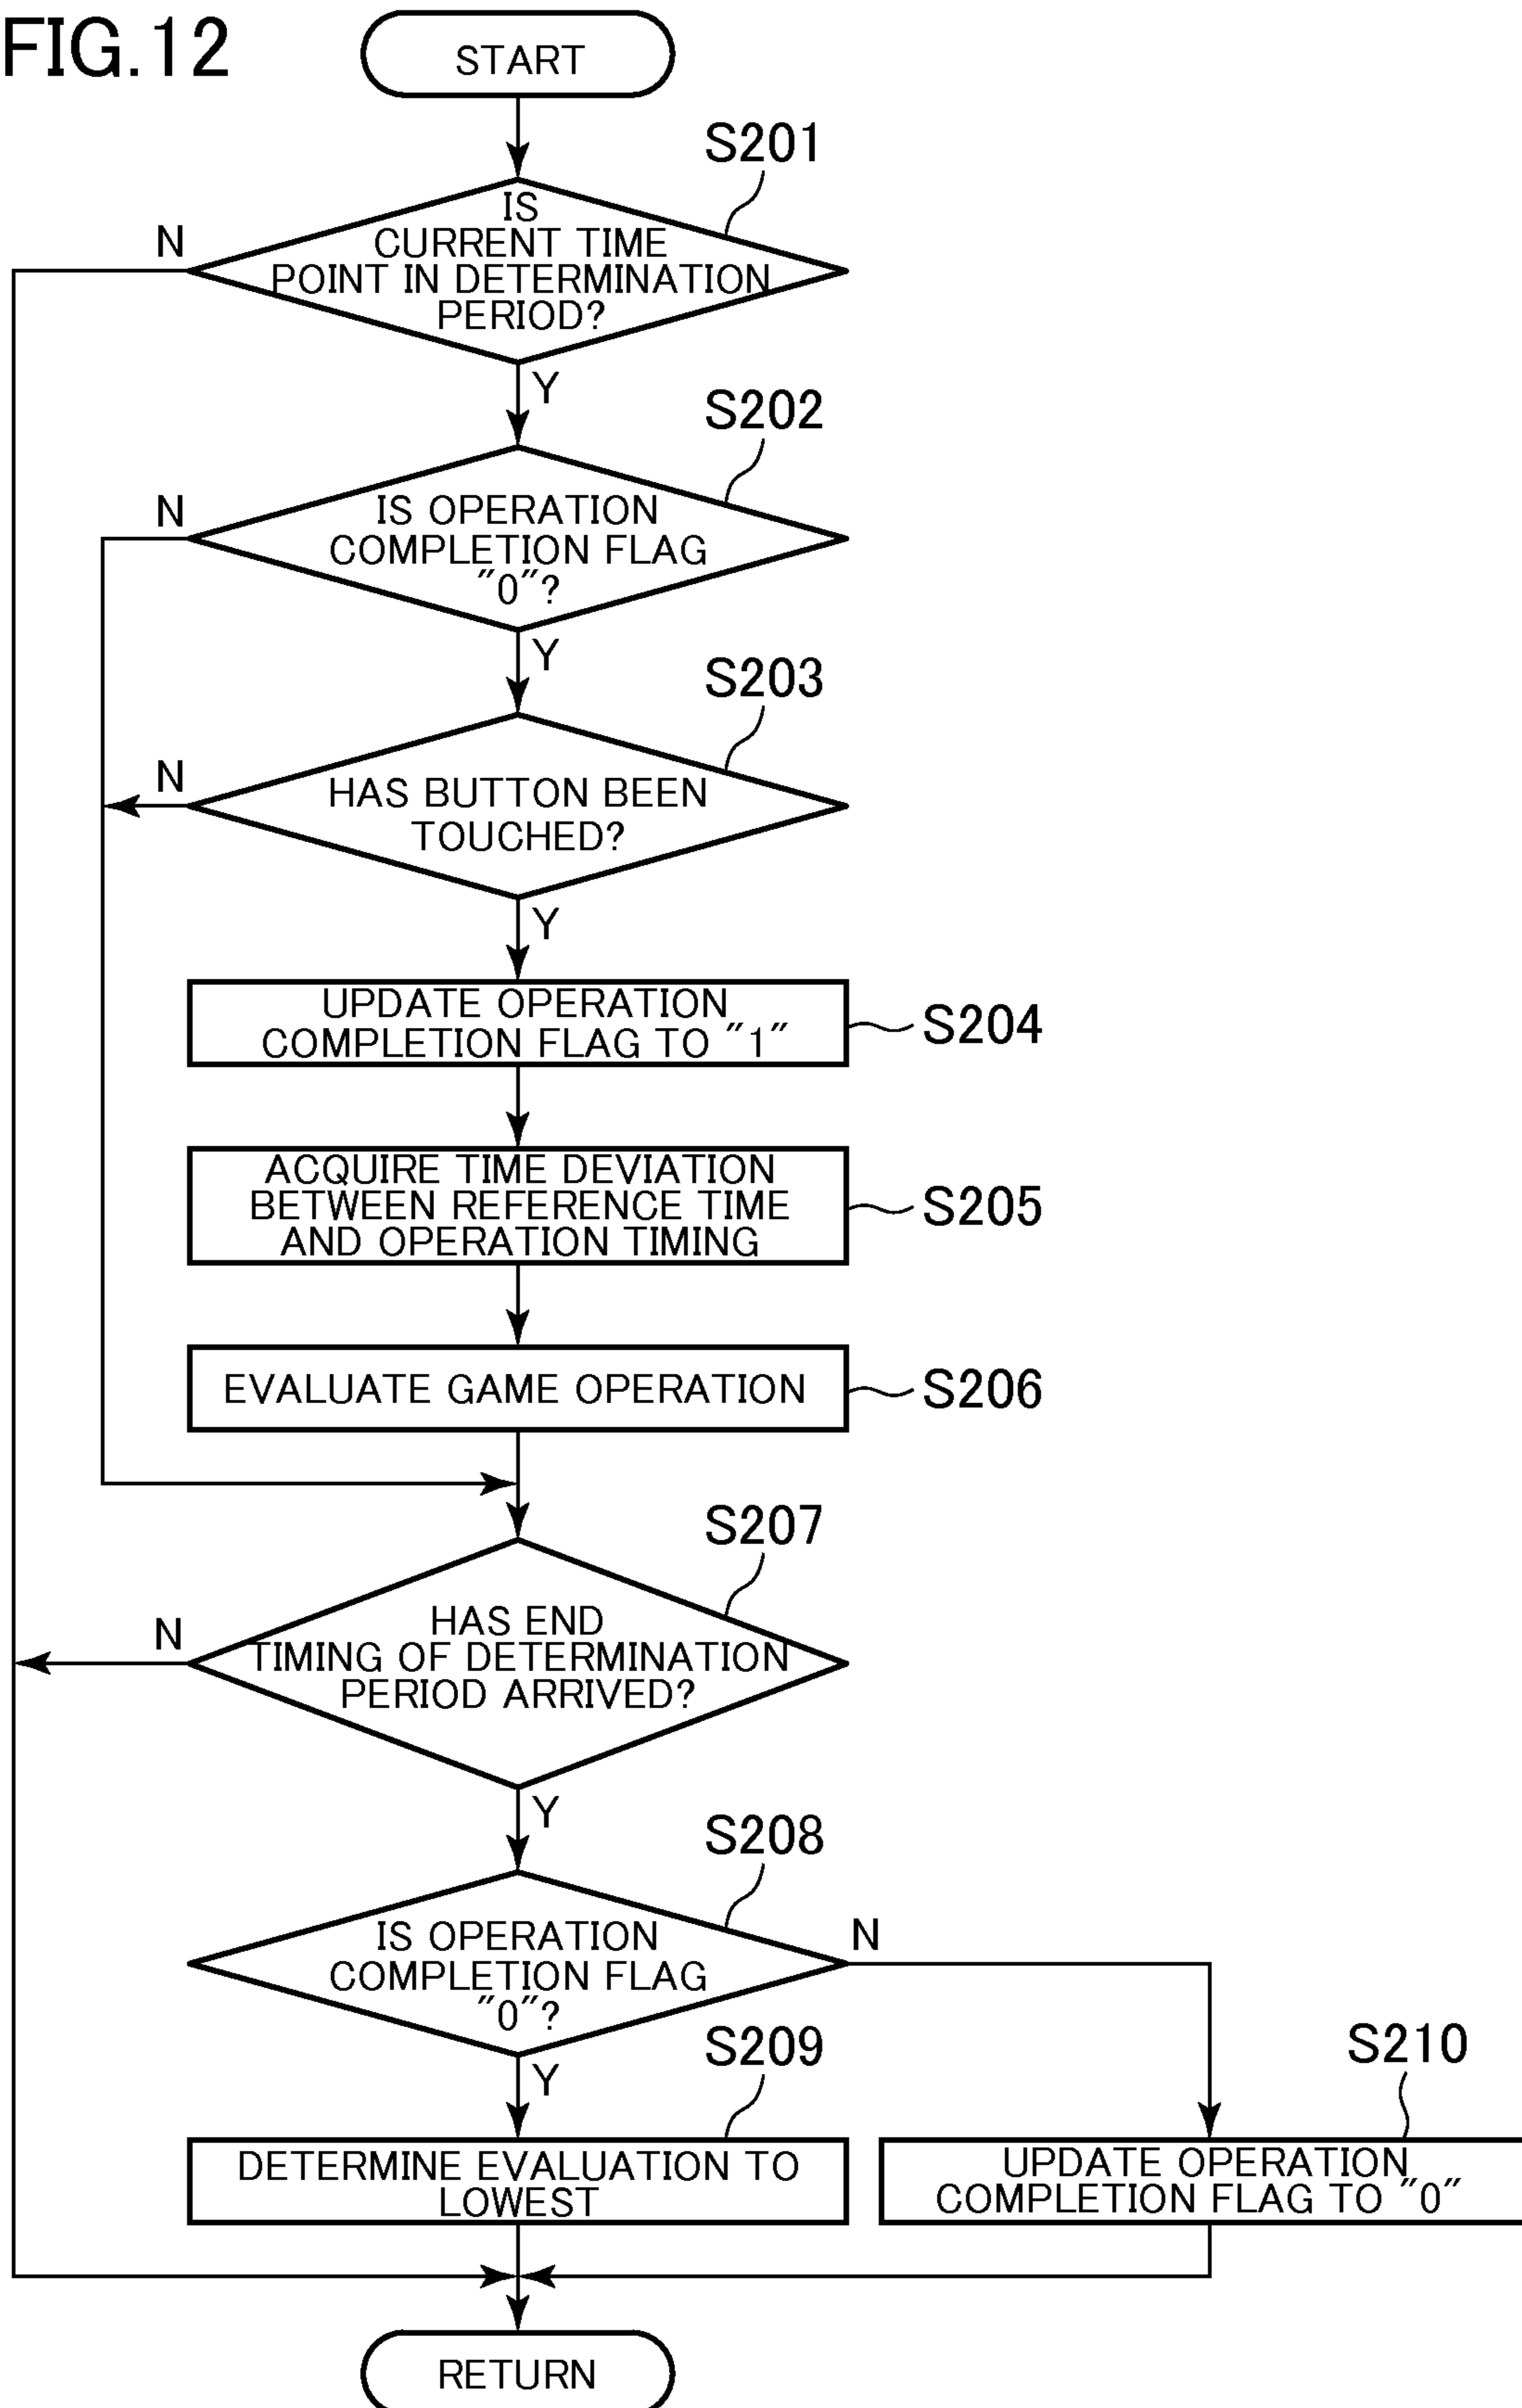 FIG.12
START
S201
N
IS
CURRENT TIME
POINT IN DETERMINATION
PERIOD?
Y
S202
N
IS OPERATION
COMPLETION FLAG
"0"?
Y
S203
N
HAS BUTTON BEEN
TOUCHED?
Y
UPDATE OPERATION
COMPLETION FLAG TO "1"
S204
ACQUIRE TIME DEVIATION
BETWEEN REFERENCE TIME
AND OPERATION TIMING
S205
EVALUATE GAME OPERATION
S206
S207
N
HAS END
TIMING OF DETERMINATION
PERIOD ARRIVED?
Y
S208
IS OPERATION
COMPLETION FLAG
"0"?
N
Y
S209
DETERMINE EVALUATION TO
LOWEST
S210
UPDATE OPERATION
COMPLETION FLAG TO "0"
RETURN